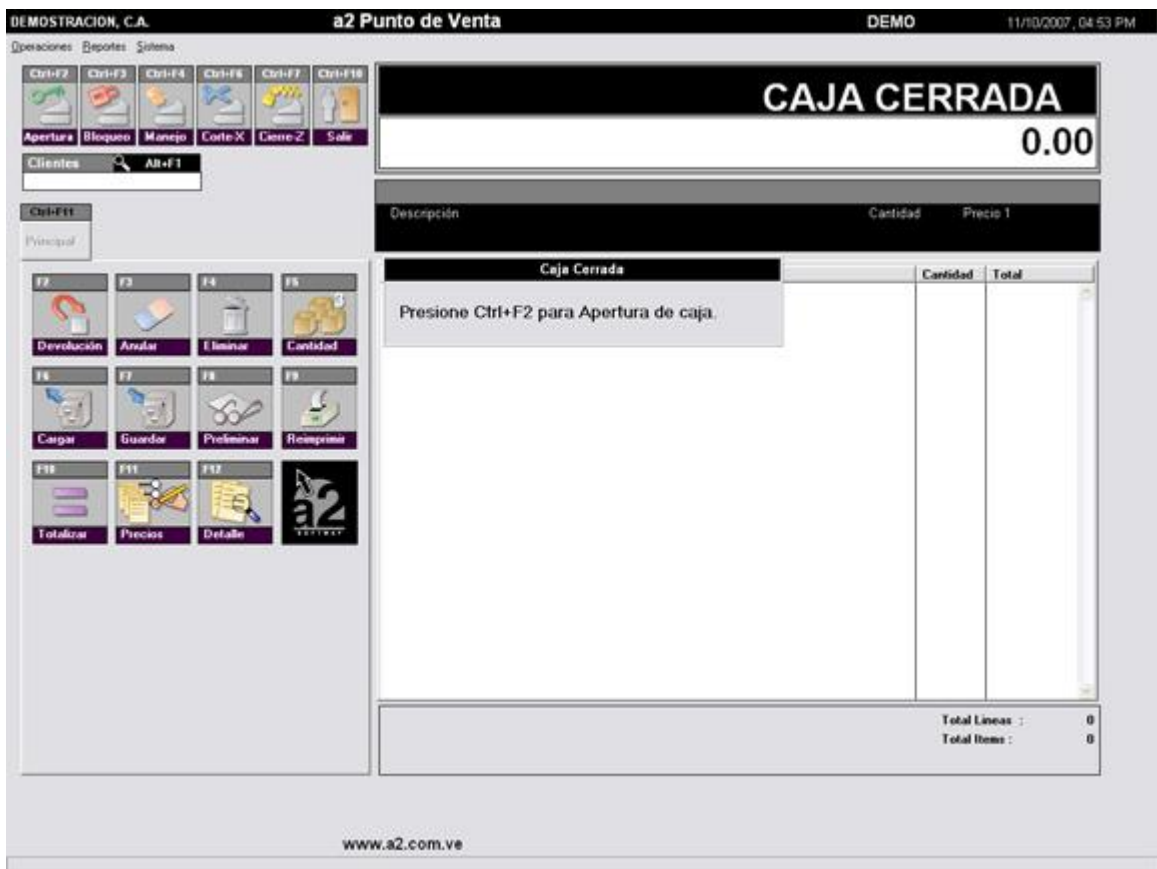 DEMOSTRACION, C.A. a2 Punto de Venta DEMO 11/10/2007, 04:53 PM
Operaciones Reportes Sistema
Ctrl+F2 Ctrl+F3 Ctrl+F4 Ctrl+F6 Ctrl+F7 Ctrl+F10
Apertura Bloqueo Manejo Corte-X Cierre-Z Salir
CAJA CERRADA
0.00
Clientes Alt+F1
Ctrl+F11
Principal
Descripción Cantidad Precio 1
Caja Cerrada
Presione Ctrl+F2 para Apertura de caja.
Cantidad Total
F2 F3 F4 F5
3
Devolución Anular Eliminar Cantidad
F6 F7 F8 F9
Cargar Guardar Preliminar Reimprimir
F10 F11 F12
Totalizar Precios Detalle
a2
SOFTWAY
Total Lineas : 0
Total Items : 0
www.a2.com.ve